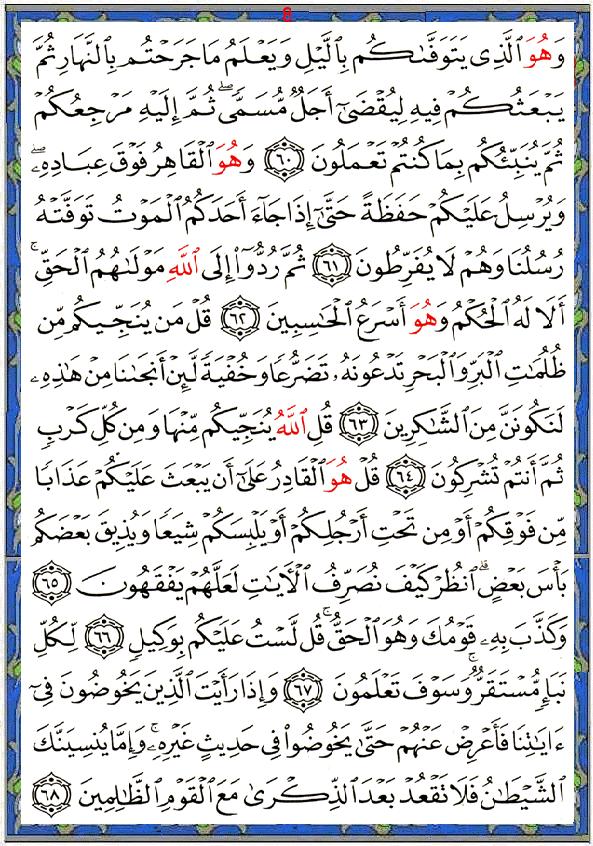 8
وَهُوَ ٱلَّذِى يَتَوَفَّىٰكُم بِٱلَّيْلِ وَيَعْلَمُ مَا جَرَحْتُم بِٱلنَّهَارِ ثُمَّ
يَبْعَثُكُمْ فِيهِ لِيُقْضَىٰٓ أَجَلٌ مُّسَمًّى ۖ ثُمَّ إِلَيْهِ مَرْجِعُكُمْ
ثُمَّ يُنَبِّئُكُم بِمَا كُنتُمْ تَعْمَلُونَ ٦٠ وَهُوَ ٱلْقَاهِرُ فَوْقَ عِبَادِهِۦ ۖ
وَيُرْسِلُ عَلَيْكُمْ حَفَظَةً حَتَّىٰٓ إِذَا جَآءَ أَحَدَكُمُ ٱلْمَوْتُ تَوَفَّتْهُ
رُسُلُنَا وَهُمْ لَا يُفَرِّطُونَ ٦١ ثُمَّ رُدُّوٓا۟ إِلَى ٱللَّهِ مَوْلَىٰهُمُ ٱلْحَقِّ ۚ
أَلَا لَهُ ٱلْحُكْمُ وَهُوَ أَسْرَعُ ٱلْحَٰسِبِينَ ٦٢ قُلْ مَن يُنَجِّيكُم مِّن
ظُلُمَٰتِ ٱلْبَرِّ وَٱلْبَحْرِ تَدْعُونَهُۥ تَضَرُّعًا وَخُفْيَةً لَّئِنْ أَنجَىٰنَا مِنْ هَٰذِهِۦ
لَنَكُونَنَّ مِنَ ٱلشَّٰكِرِينَ ٦٣ قُلِ ٱللَّهُ يُنَجِّيكُم مِّنْهَا وَمِن كُلِّ كَرْبٍ
ثُمَّ أَنتُمْ تُشْرِكُونَ ٦٤ قُلْ هُوَ ٱلْقَادِرُ عَلَىٰٓ أَن يَبْعَثَ عَلَيْكُمْ عَذَابًا
مِّن فَوْقِكُمْ أَوْ مِن تَحْتِ أَرْجُلِكُمْ أَوْ يَلْبِسَكُمْ شِيَعًا وَيُذِيقَ بَعْضَكُم
بَأْسَ بَعْضٍ ۗ ٱنظُرْ كَيْفَ نُصَرِّفُ ٱلْءَايَٰتِ لَعَلَّهُمْ يَفْقَهُونَ ٦٥
وَكَذَّبَ بِهِۦ قَوْمُكَ وَهُوَ ٱلْحَقُّ ۚ قُل لَّسْتُ عَلَيْكُم بِوَكِيلٍ ٦٦ لِّكُلِّ
نَبَإٍ مُّسْتَقَرٌّ ۚ وَسَوْفَ تَعْلَمُونَ ٦٧ وَإِذَا رَأَيْتَ ٱلَّذِينَ يَخُوضُونَ فِىٓ
ءَايَٰتِنَا فَأَعْرِضْ عَنْهُمْ حَتَّىٰ يَخُوضُوا۟ فِى حَدِيثٍ غَيْرِهِۦ ۚ وَإِمَّا يُنسِيَنَّكَ
ٱلشَّيْطَٰنُ فَلَا تَقْعُدْ بَعْدَ ٱلذِّكْرَىٰ مَعَ ٱلْقَوْمِ ٱلظَّٰلِمِينَ ٦٨